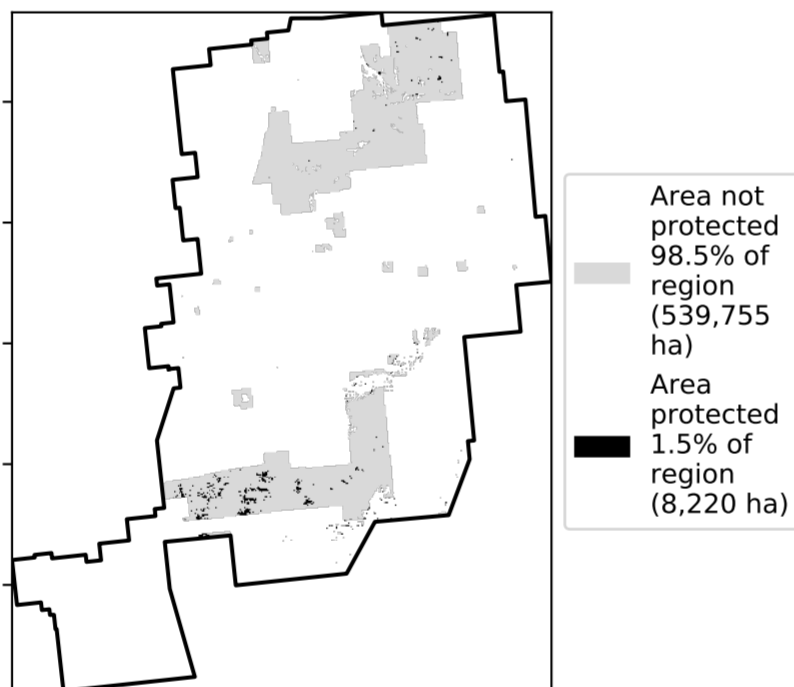 Area not
protected
98.5% of
region
(539,755
ha)
Area
protected
1.5% of
region
(8,220 ha)